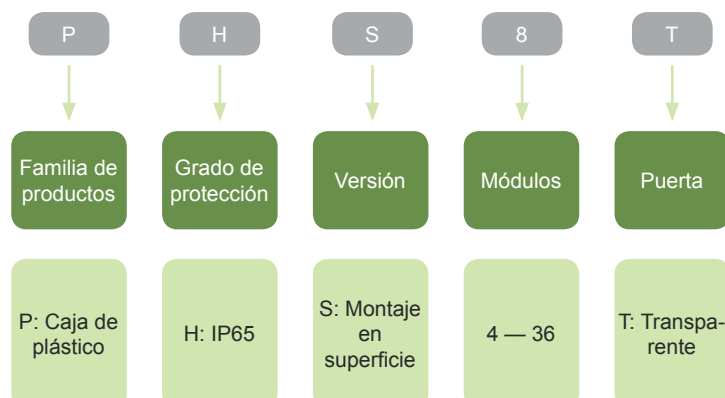 P
H
S
8
T
Familia de
productos
Grado de
protección
Versión
Módulos
Puerta
P: Caja de
plástico
H: IP65
S: Montaje
en
superficie
4 — 36
T: Transpa-
rente